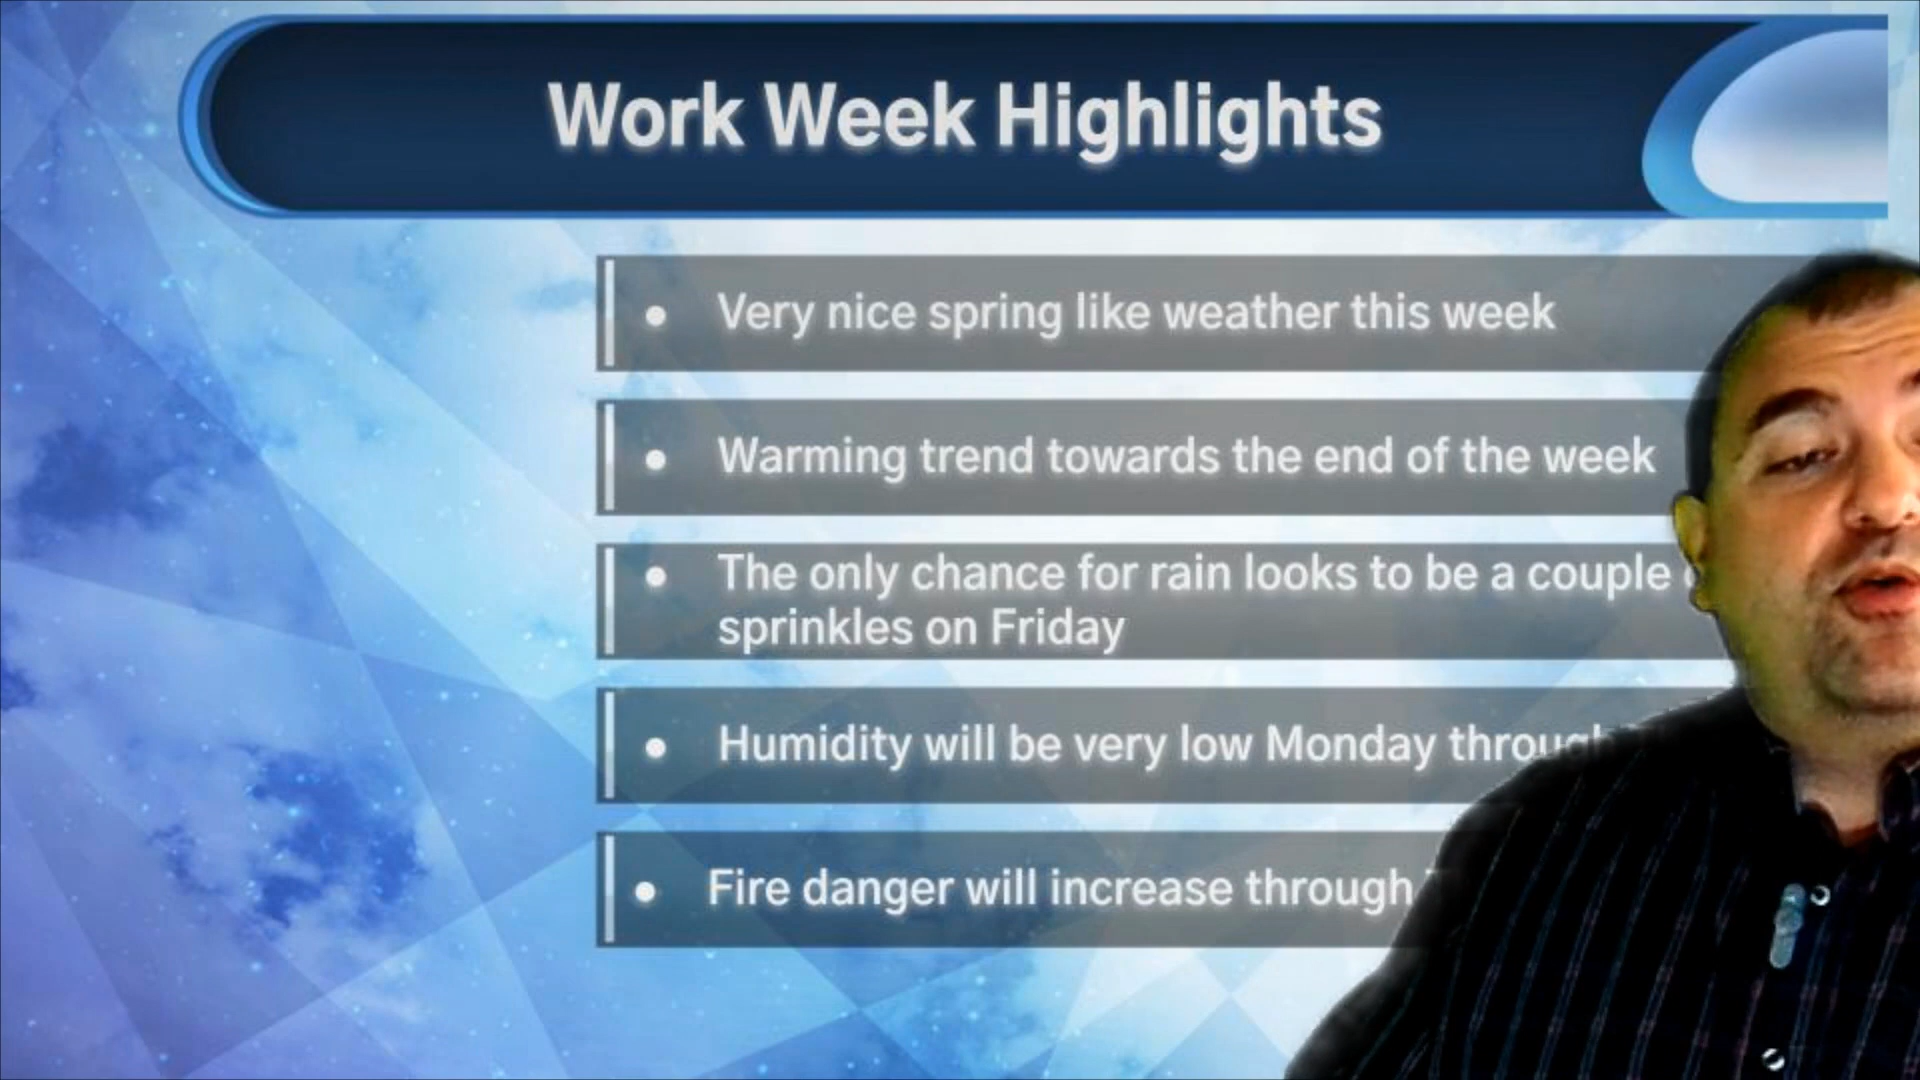 Work Week Highlights
• Very nice spring like weather this week
• Warming trend towards the end of the week
• The only chance for rain looks to be a couple
sprinkles on Friday
• Humidity will be very low Monday through
• Fire danger will increase through